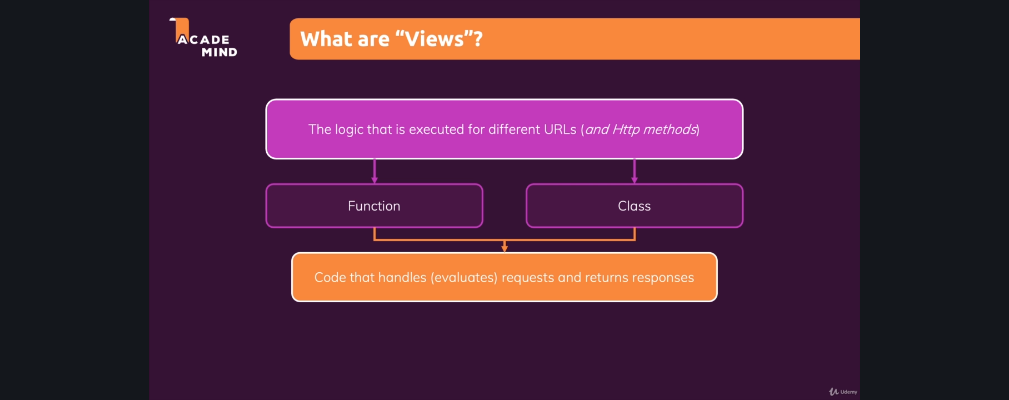 ACADE
MIND
What are “Views”?
The logic that is executed for different URLs (and Http methods)
Function
Class
Code that handles (evaluates) requests and returns responses
Udemy